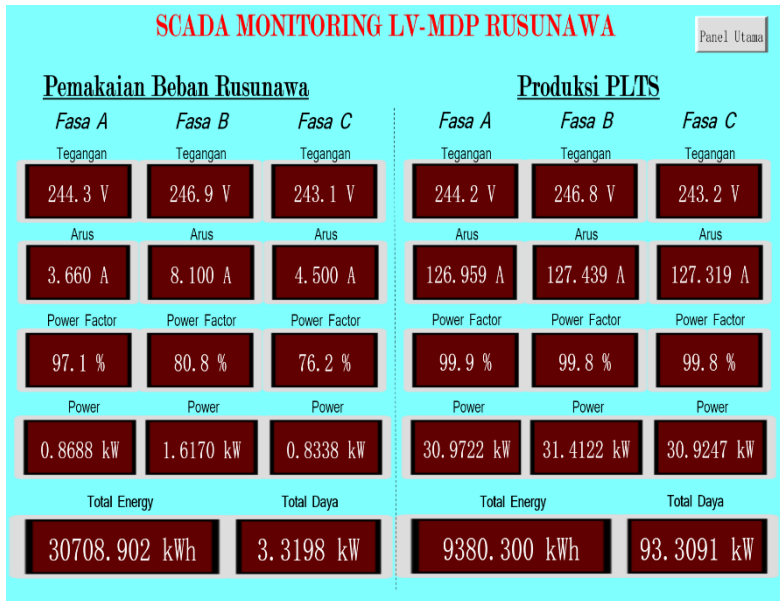 SCADA MONITORING LV-MDP RUSUNAWA
Panel Utama
Pemakaian Beban Rusunawa
Fasa A Fasa B Fasa C
Tegangan Tegangan Tegangan
244.3 V 246.9 V 243.1 V
Arus Arus Arus
3.660 A 8.100 A 4.500 A
Power Factor Power Factor Power Factor
97.1 % 80.8 % 76.2 %
Power Power Power
0.8688 kW 1.6170 kW 0.8338 kW
Total Energy Total Daya
30708.902 kWh 3.3198 kW
Produksi PLTS
Fasa A Fasa B Fasa C
Tegangan Tegangan Tegangan
244.2 V 246.8 V 243.2 V
Arus Arus Arus
126.959 A 127.439 A 127.319 A
Power Factor Power Factor Power Factor
99.9 % 99.8 % 99.8 %
Power Power Power
30.9722 kW 31.4122 kW 30.9247 kW
Total Energy Total Daya
9380.300 kWh 93.3091 kW